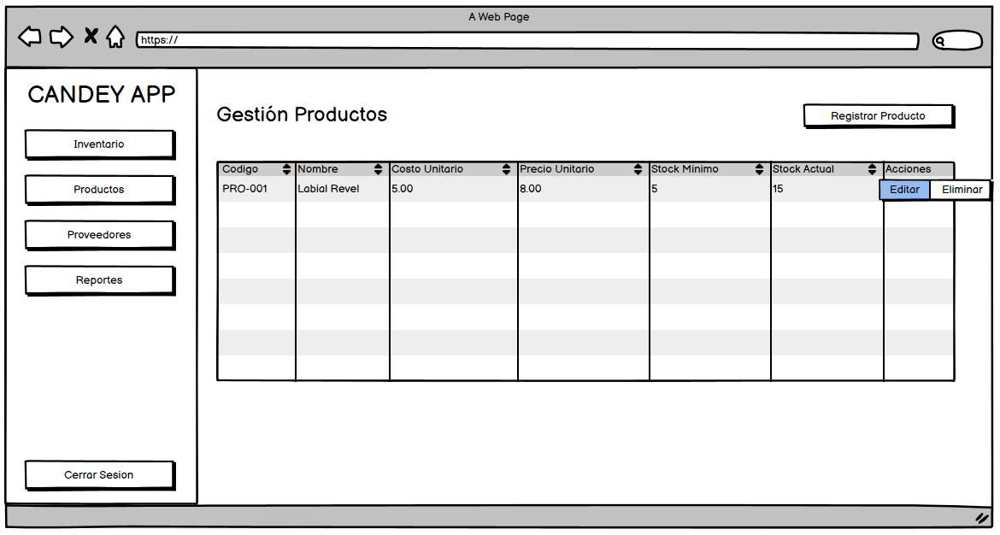 A Web Page
https://
CANDEY APP
Inventario
Productos
Proveedores
Reportes
Cerrar Sesion
Gestión Productos
Registrar Producto
Codigo Nombre Costo Unitario Precio Unitario Stock Minimo Stock Actual Acciones
PRO-001 Labial Revel 5.00 8.00 5 15 Editar Eliminar